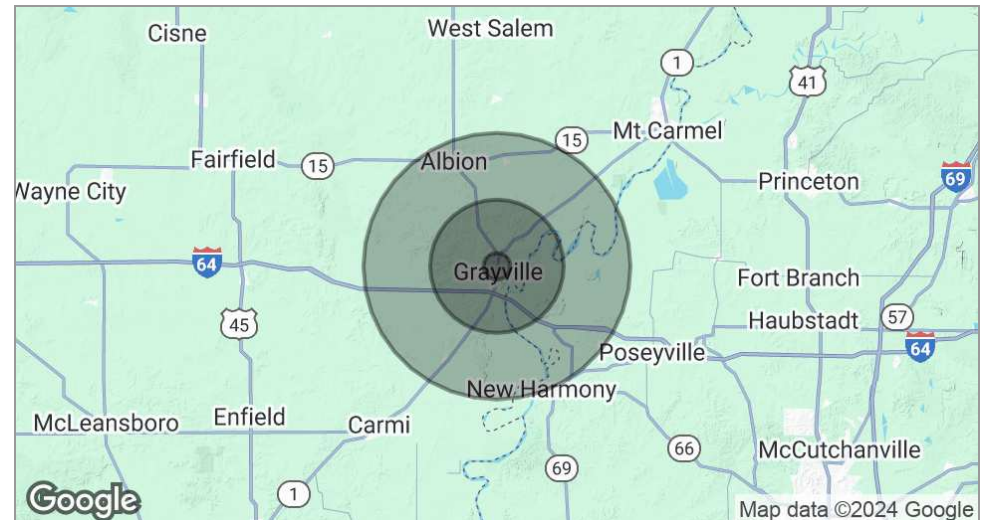 Cisne
West Salem
1
41
Mt Carmel
15
Albion
Fairfield
15
Wayne City
Princeton
69
64
Grayville
Fort Branch
57
Haubstadt
45
64
Poseyville
New Harmony
McLeansboro
Enfield
Carmi
66
McCutchanville
69
1
Google
Map data ©2024 Google